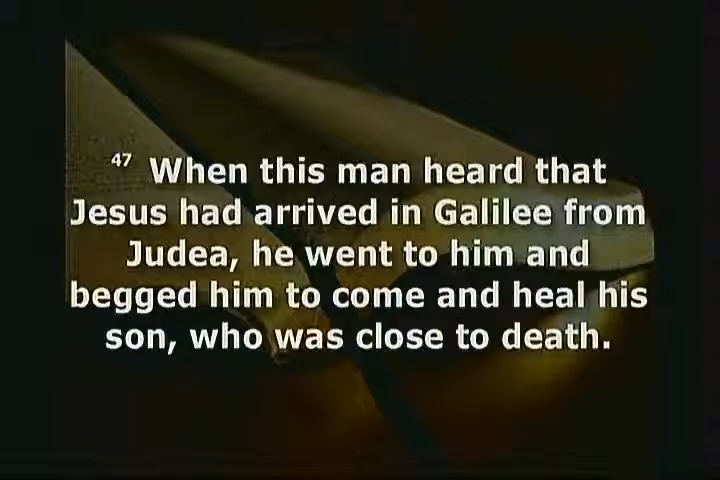 47 When this man heard that
Jesus had arrived in Galilee from
Judea, he went to him and
begged him to come and heal his
son, who was close to death.